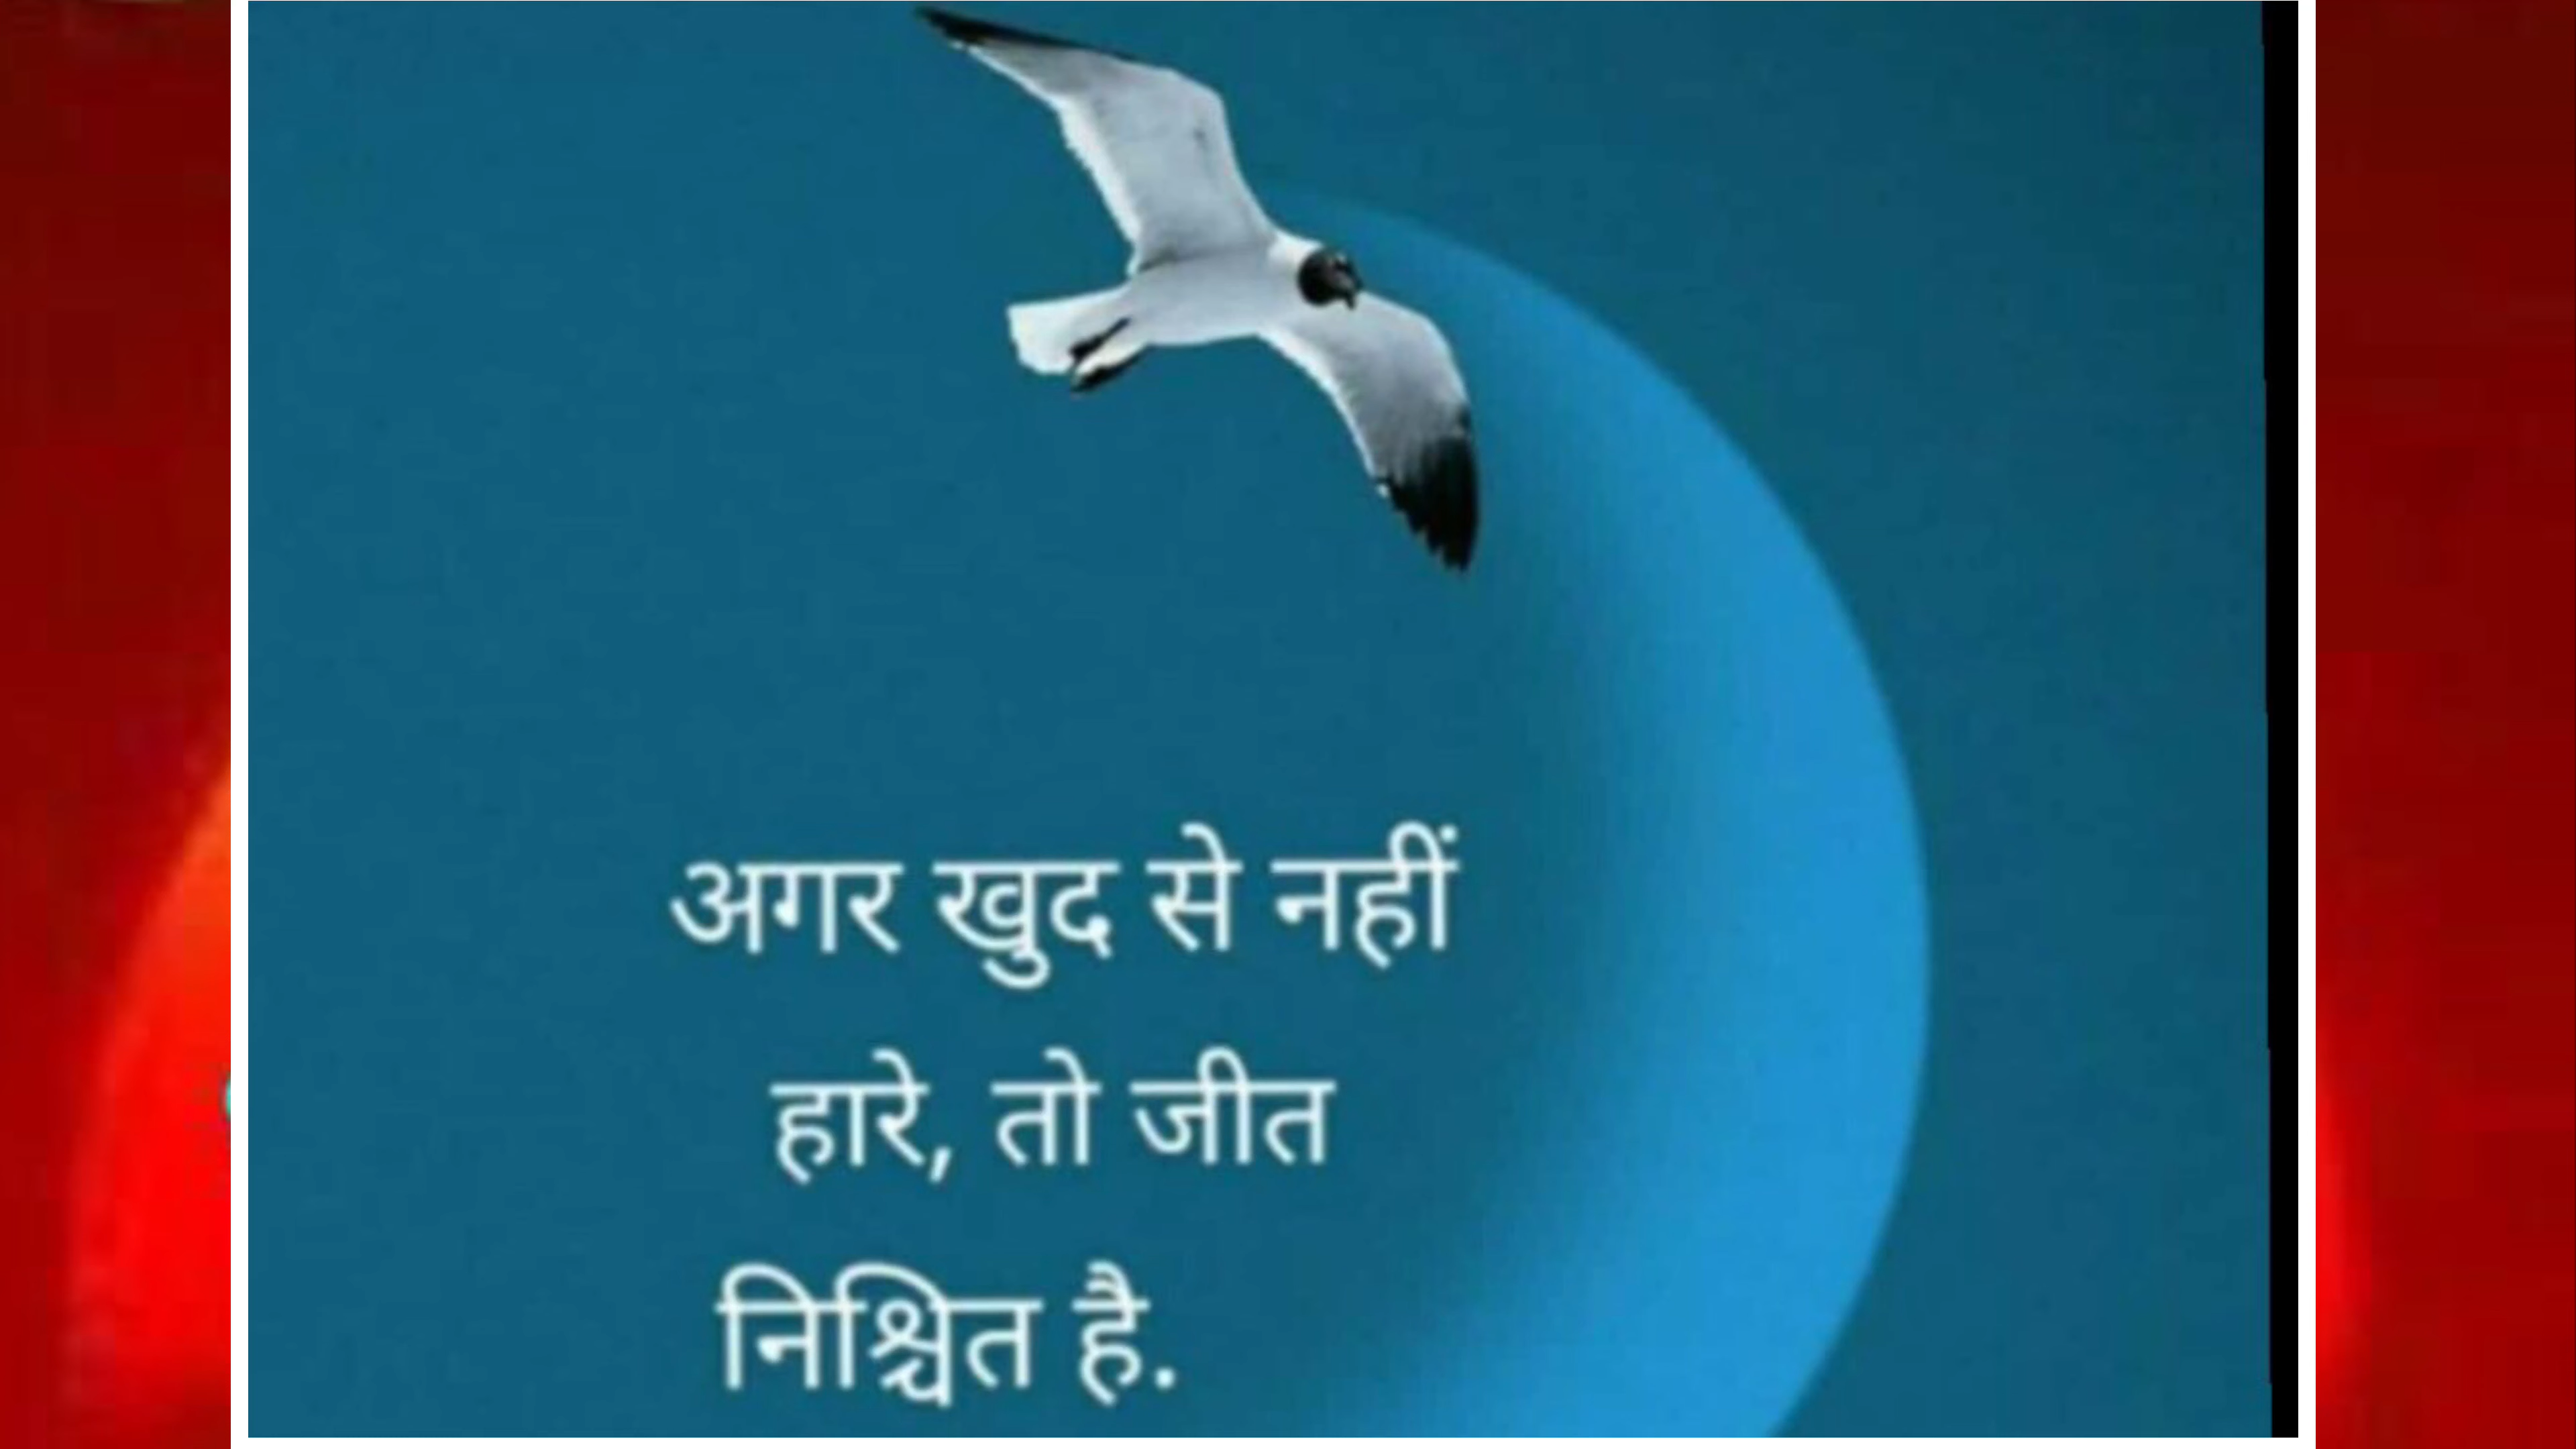 अगर खुद से नहीं
हारे, तो जीत
निश्चित है.